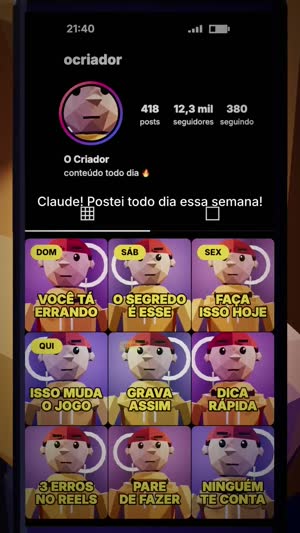 21:40
ocriador
418
12,3 mil
380
posts
seguidores
seguindo
O Criador
conteúdo todo dia 🔥
Claude! Postei todo dia essa semana!
DOM
SÁB
SEX
VOCÊ TÁ
ERRANDO
O SEGREDO
É ESSE
FAÇA
ISSO HOJE
QUI
ISSO MUDA
O JOGO
GRAVA
ASSIM
DICA
RÁPIDA
3 ERROS
NO REELS
PARE
DE FAZER
NINGUÉM
TE CONTA